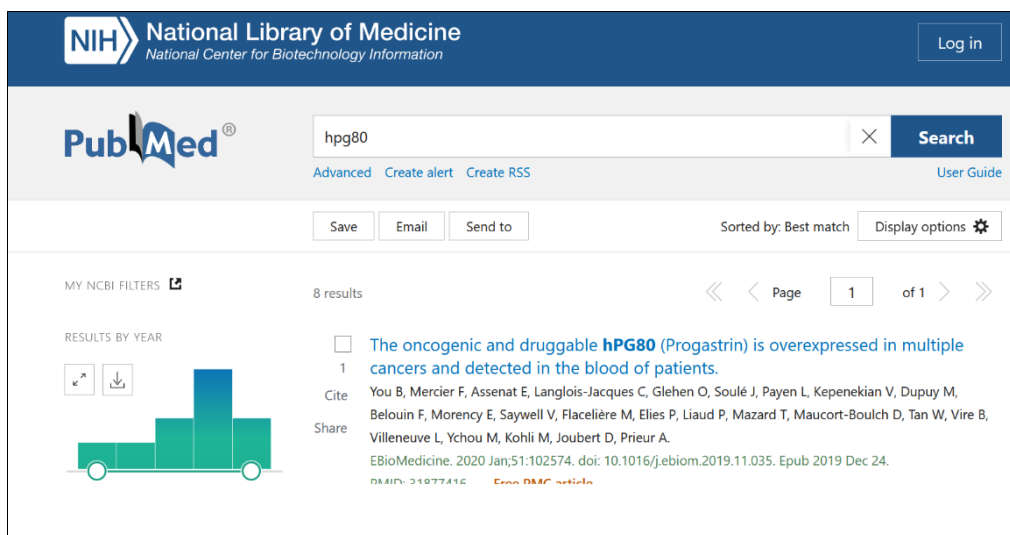 NIH National Library of Medicine
National Center for Biotechnology Information
Log in
PubMed®
hpg80
Search
Advanced Create alert Create RSS
User Guide
Save Email Send to
Sorted by: Best match Display options
MY NCBI FILTERS
8 results
Page 1 of 1
RESULTS BY YEAR
1
Cite
Share
The oncogenic and druggable hPG80 (Progastrin) is overexpressed in multiple
cancers and detected in the blood of patients.
You B, Mercier F, Assenat E, Langlois-Jacques C, Glehen O, Soulé J, Payen L, Kepenekian V, Dupuy M,
Belouin F, Morency E, Saywell V, Flacelière M, Elies P, Liaud P, Mazard T, Maucort-Boulch D, Tan W, Vire B,
Villeneuve L, Ychou M, Kohli M, Joubert D, Prieur A.
EBioMedicine. 2020 Jan;51:102574. doi: 10.1016/j.ebiom.2019.11.035. Epub 2019 Dec 24.
PMID: 31877416 Free PMC article